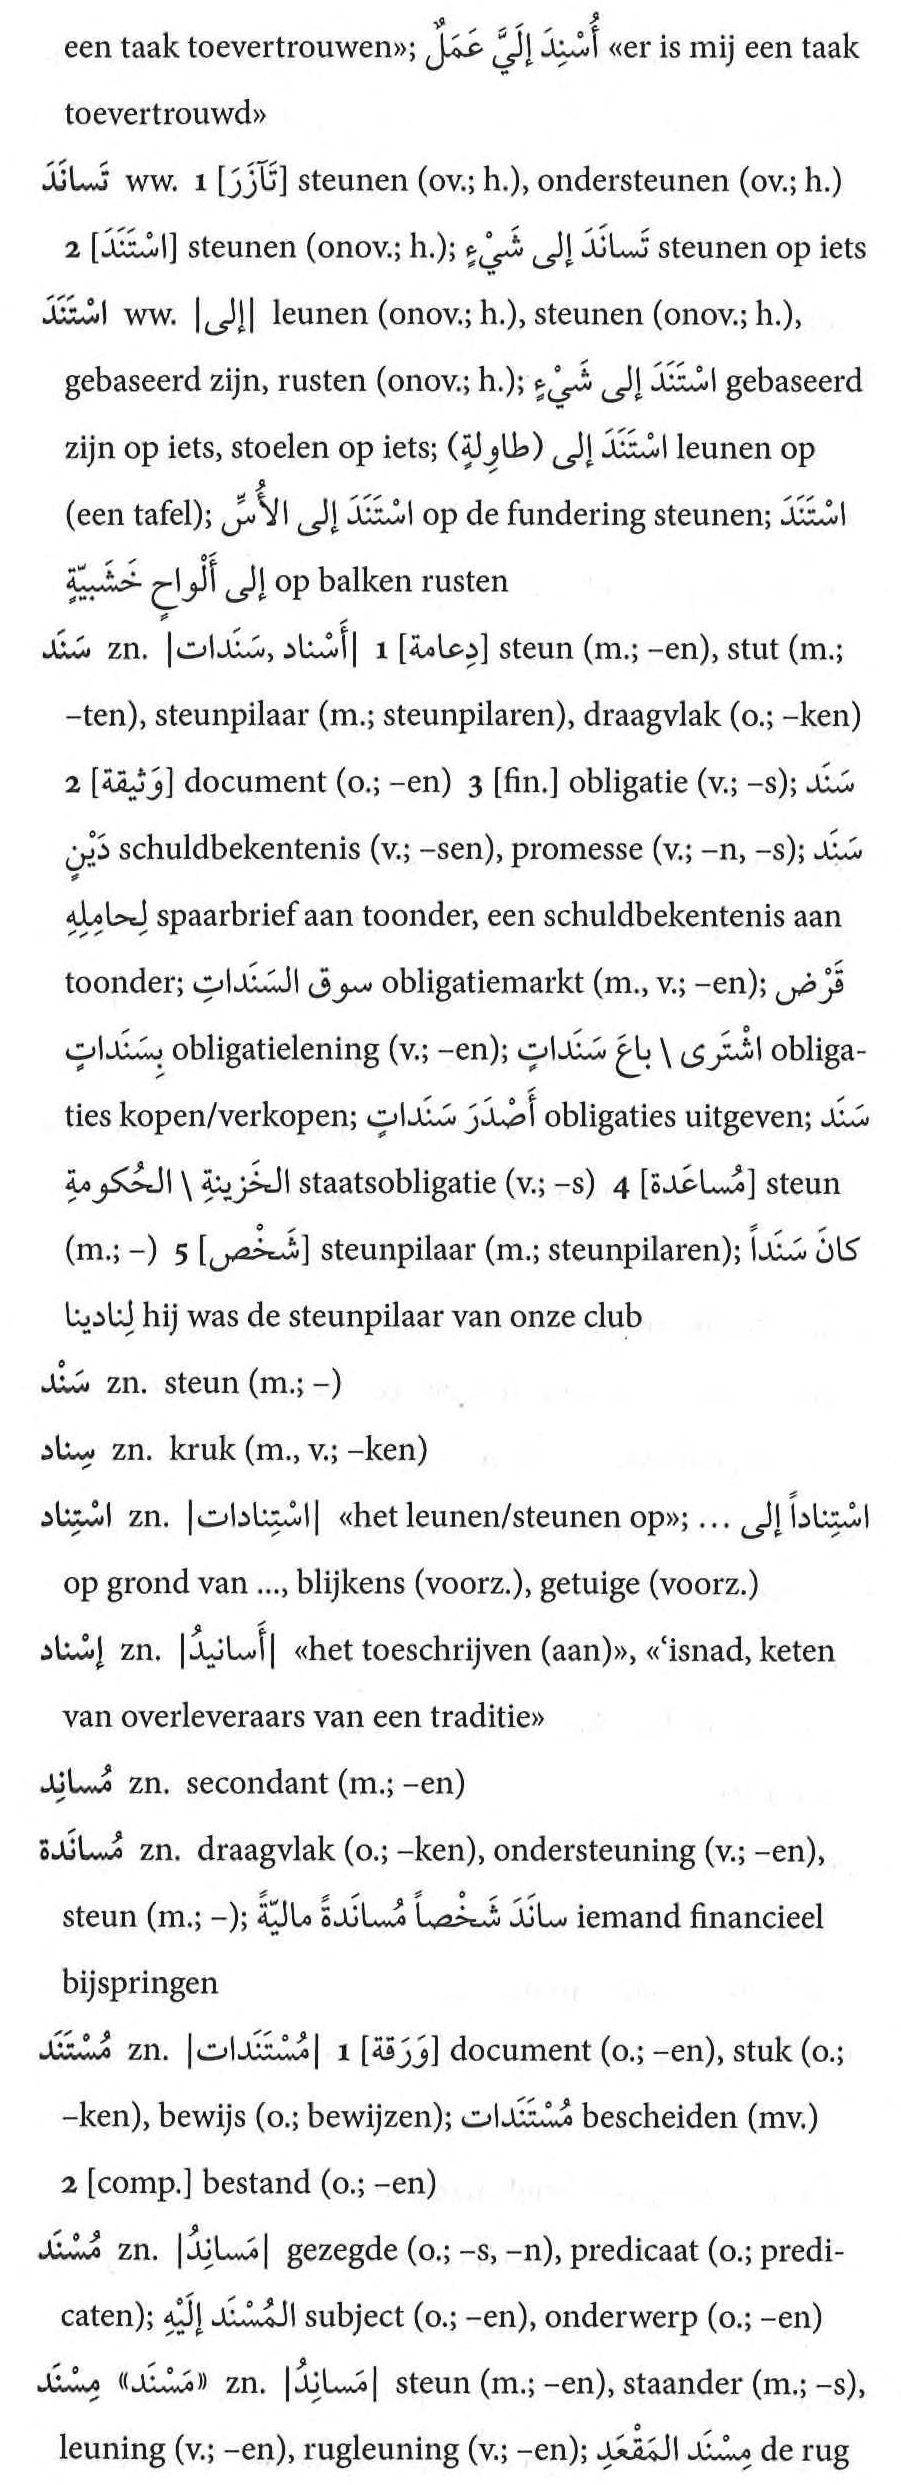 een taak toevertrouwen»; أُسْنِدَ إِلَيَّ عَمَلٌ «er is mij een taak
toevertrouwd»
تَسانَدَ ww. 1 [تَآزَرَ] steunen (ov.; h.), ondersteunen (ov.; h.)
2 [اسْتَنَدَ] steunen (onov.; h.); تَسانَدَ إلى شَيْءٍ steunen op iets
اسْتَنَدَ ww. |إلى| leunen (onov.; h.), steunen (onov.; h.),
gebaseerd zijn, rusten (onov.; h.); اسْتَنَدَ إلى شَيْءٍ gebaseerd
zijn op iets, stoelen op iets; اسْتَنَدَ إلى (طاوِلةٍ) leunen op
(een tafel); اسْتَنَدَ إلى الأُسِّ op de fundering steunen; اسْتَنَدَ
إلى أَلْواحٍ خَشَبيّةٍ op balken rusten
سَنَد zn. |أَسْناد, سَنَدات| 1 [دِعامة] steun (m.; –en), stut (m.;
–ten), steunpilaar (m.; steunpilaren), draagvlak (o.; –ken)
2 [وَثيقة] document (o.; –en) 3 [fin.] obligatie (v.; –s); سَنَد
دَيْنٍ schuldbekentenis (v.; –sen), promesse (v.; –n, –s); سَنَد
لِحامِلِهِ spaarbrief aan toonder, een schuldbekentenis aan
toonder; سوق السَنَداتِ obligatiemarkt (m., v.; –en); قَرْض
بِسَنَداتٍ obligatielening (v.; –en); اشْتَرى \ باعَ سَنَداتٍ obliga-
ties kopen/verkopen; أَصْدَرَ سَنَداتٍ obligaties uitgeven; سَنَد
الخَزينةِ \ الحُكومةِ staatsobligatie (v.; –s) 4 [مُساعَدة] steun
(m.; –) 5 [شَخْص] steunpilaar (m.; steunpilaren); كانَ سَنَداً
لِنادينا hij was de steunpilaar van onze club
سَنْد zn. steun (m.; –)
سِناد zn. kruk (m., v.; –ken)
اسْتِناد zn. |اسْتِنادات| «het leunen/steunen op»; اسْتِناداً إلى ...
op grond van ..., blijkens (voorz.), getuige (voorz.)
إسْناد zn. |أَسانيدُ| «het toeschrijven (aan)», «‘isnad, keten
van overleveraars van een traditie»
مُسانِد zn. secondant (m.; –en)
مُسانَدة zn. draagvlak (o.; –ken), ondersteuning (v.; –en),
steun (m.; –); سانَدَ شَخْصاً مُسانَدةً ماليّةً iemand financieel
bijspringen
مُسْتَنَد zn. |مُسْتَنَدات| 1 [وَرَقة] document (o.; –en), stuk (o.;
–ken), bewijs (o.; bewijzen); مُسْتَنَدات bescheiden (mv.)
2 [comp.] bestand (o.; –en)
مُسْنَد zn. |مَسانِدُ| gezegde (o.; –s, –n), predicaat (o.; predi-
caten); المُسْنَد إلَيْهِ subject (o.; –en), onderwerp (o.; –en)
مِسْنَد «مَسْنَد» zn. |مَسانِدُ| steun (m.; –en), staander (m.; –s),
leuning (v.; –en), rugleuning (v.; –en); مِسْنَد المَقْعَدِ de rug